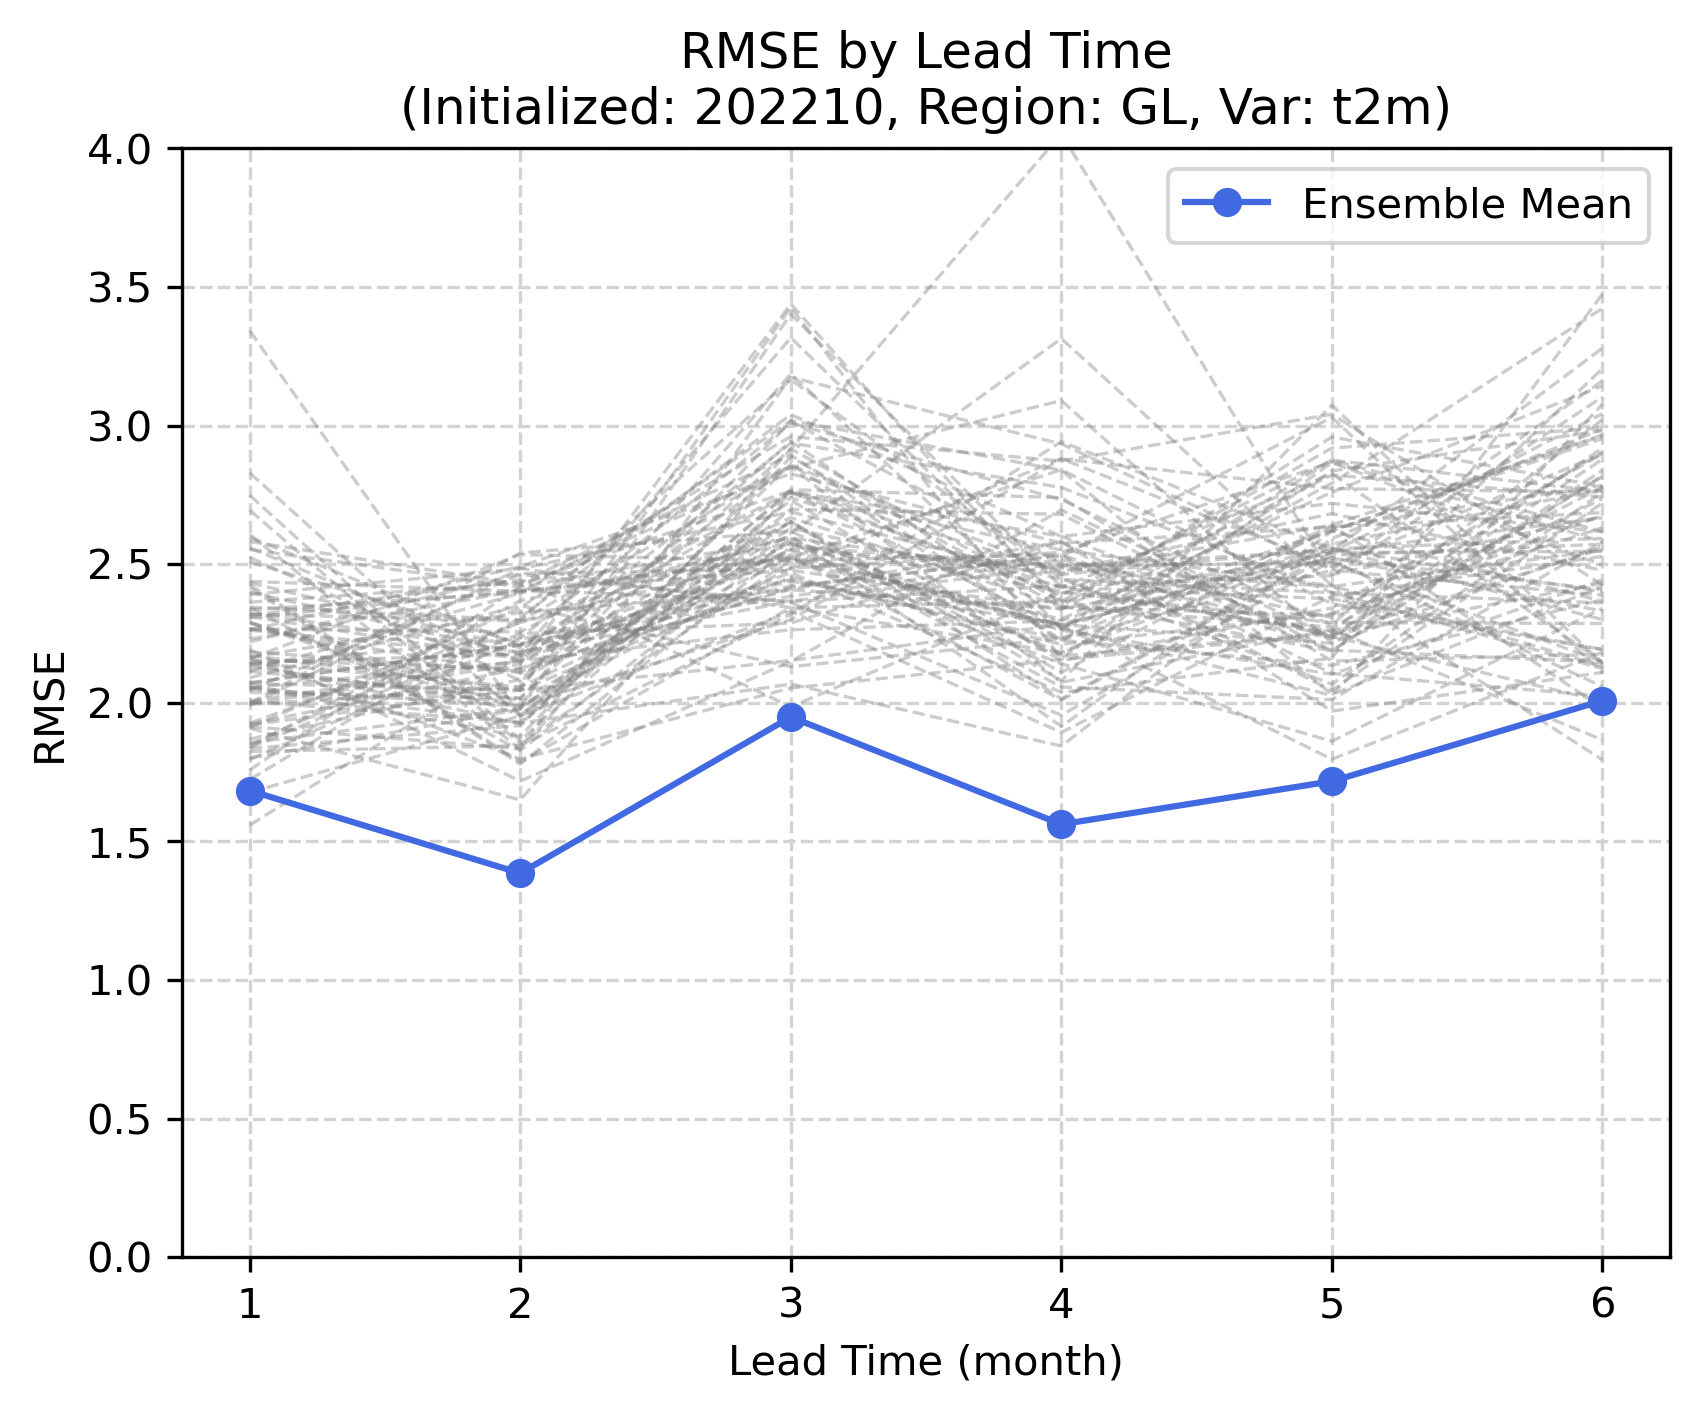 RMSE by Lead Time
(Initialized: 202210, Region: GL, Var: t2m)
Ensemble Mean
RMSE
4.0
3.5
3.0
2.5
2.0
1.5
1.0
0.5
0.0
1 2 3 4 5 6
Lead Time (month)